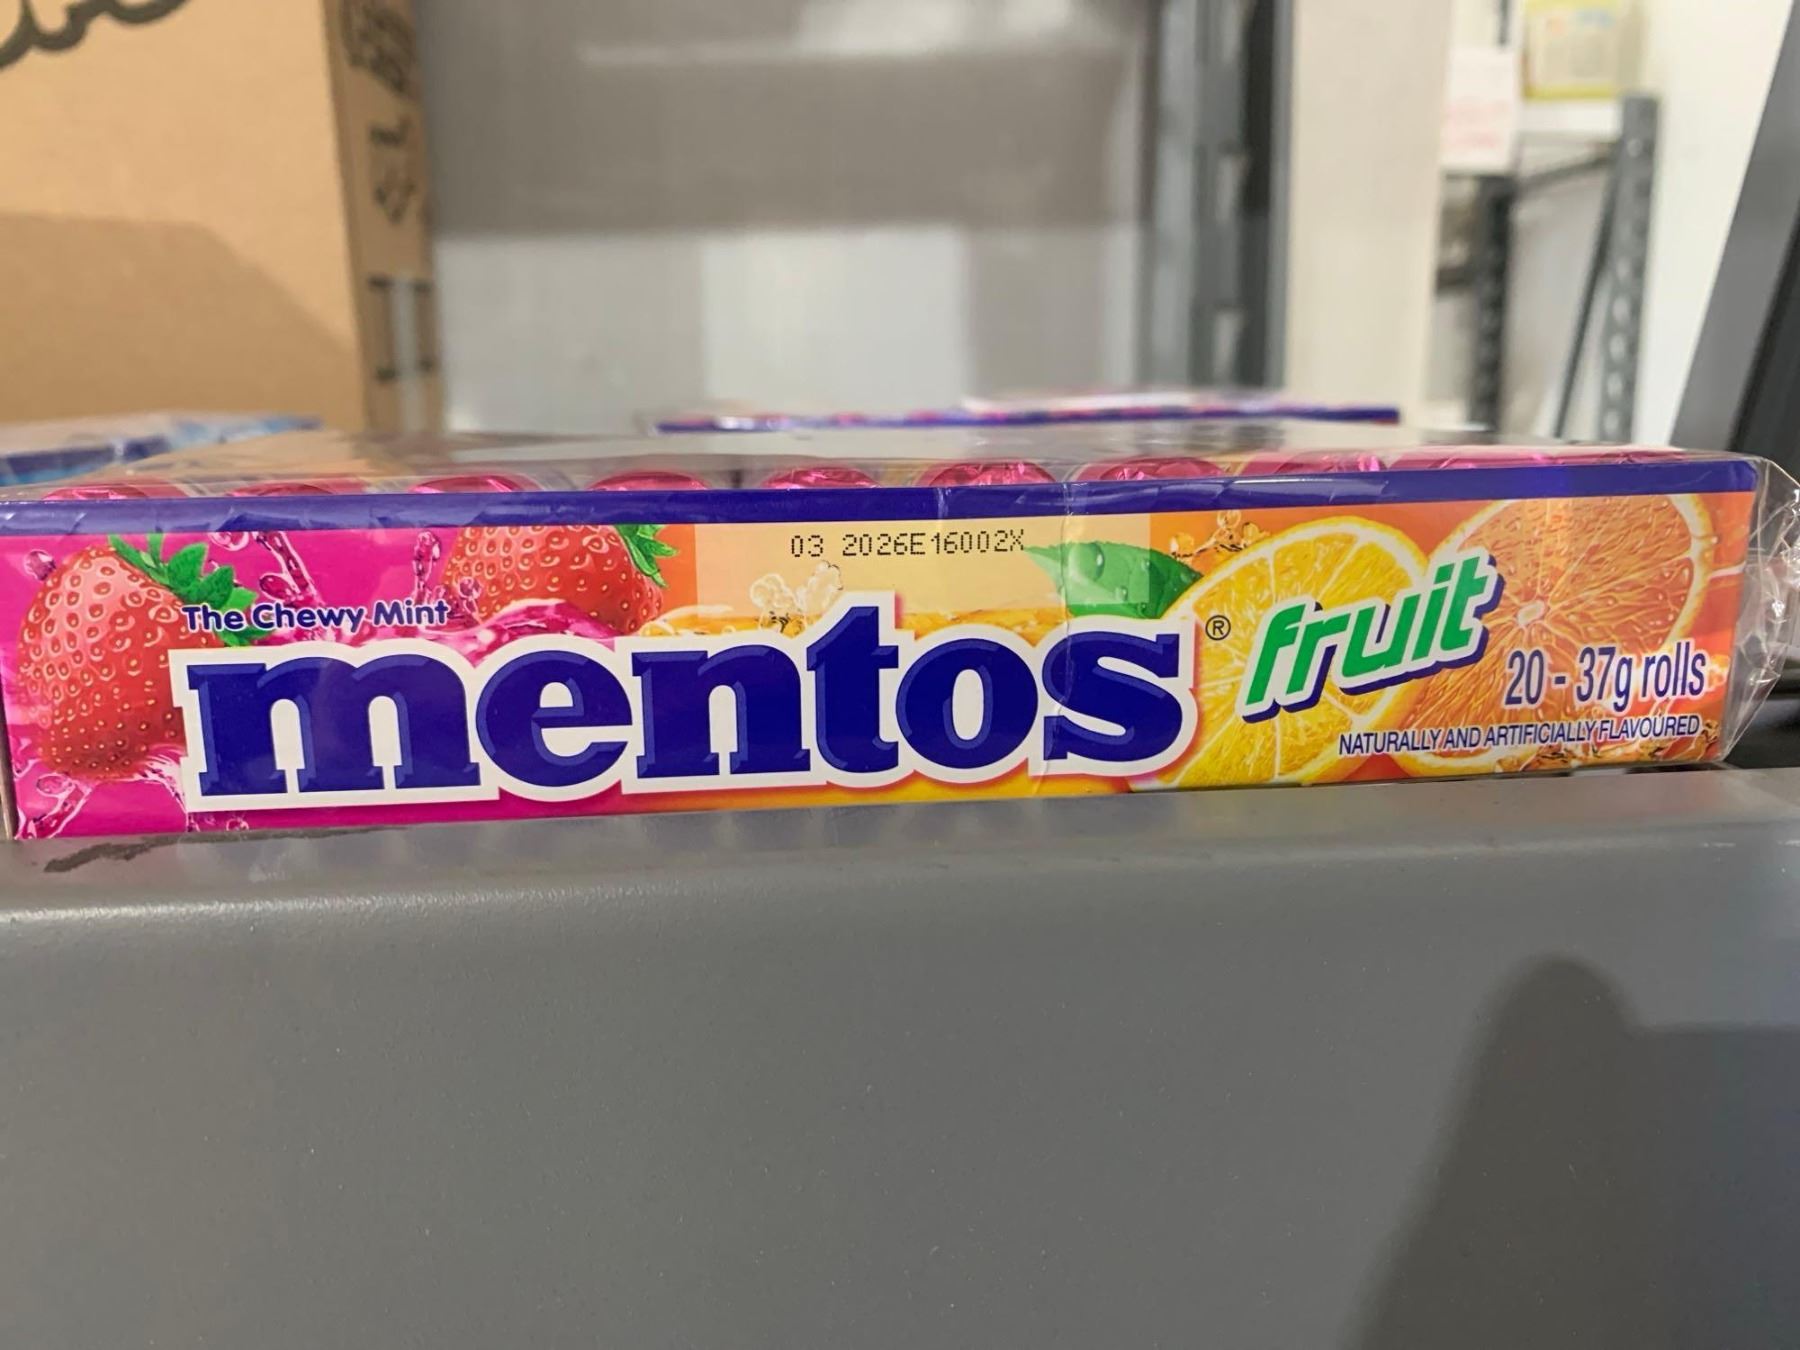 03 2026E16002X
The Chewy Mint
mentos® fruit
20 - 37g rolls
NATURALLY AND ARTIFICIALLY FLAVOURED